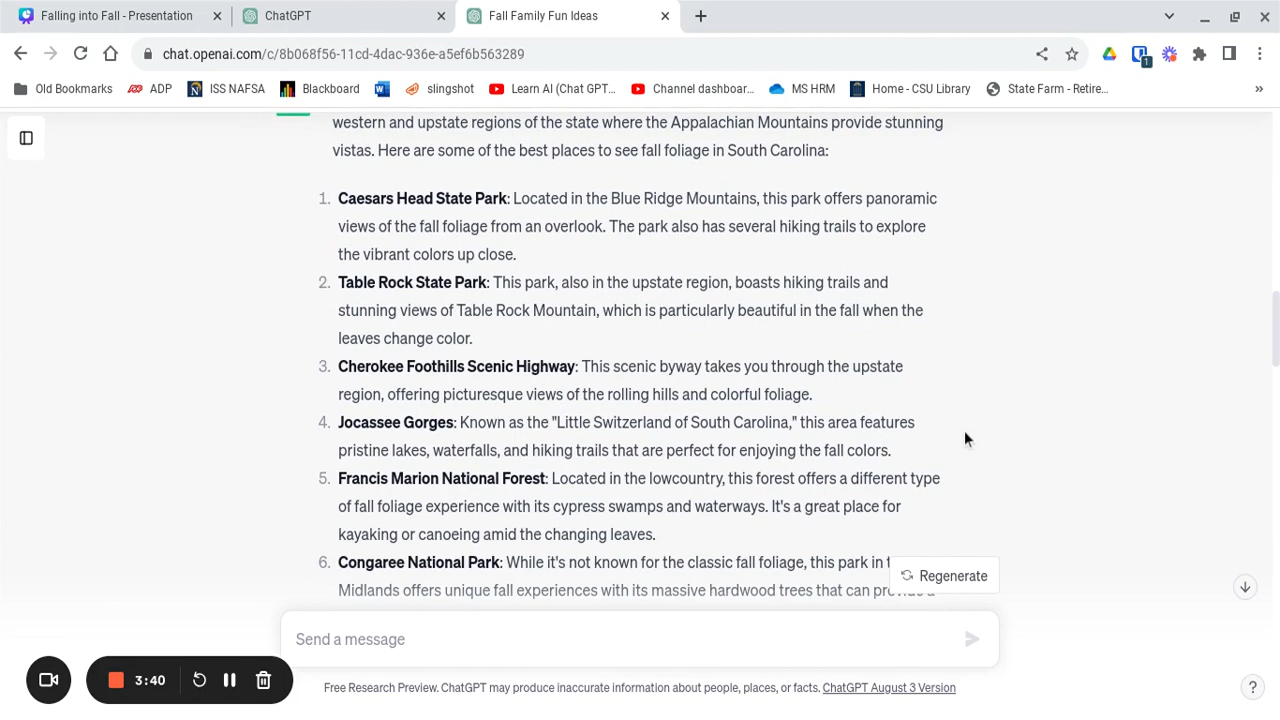 Falling into Fall - Presentation
ChatGPT
Fall Family Fun Ideas
chat.openai.com/c/8b068f56-11cd-4dac-936e-a5ef6b563289
1
Old Bookmarks
ADP
ISS NAFSA
Blackboard
slingshot
Learn AI (Chat GPT...
Channel dashboar...
MS HRM
Home - CSU Library
State Farm - Retire...
»
western and upstate regions of the state where the Appalachian Mountains provide stunning
vistas. Here are some of the best places to see fall foliage in South Carolina:
1. Caesars Head State Park: Located in the Blue Ridge Mountains, this park offers panoramic
views of the fall foliage from an overlook. The park also has several hiking trails to explore
the vibrant colors up close.
2. Table Rock State Park: This park, also in the upstate region, boasts hiking trails and
stunning views of Table Rock Mountain, which is particularly beautiful in the fall when the
leaves change color.
3. Cherokee Foothills Scenic Highway: This scenic byway takes you through the upstate
region, offering picturesque views of the rolling hills and colorful foliage.
4. Jocassee Gorges: Known as the "Little Switzerland of South Carolina," this area features
pristine lakes, waterfalls, and hiking trails that are perfect for enjoying the fall colors.
5. Francis Marion National Forest: Located in the lowcountry, this forest offers a different type
of fall foliage experience with its cypress swamps and waterways. It's a great place for
kayaking or canoeing amid the changing leaves.
6. Congaree National Park: While it's not known for the classic fall foliage, this park in
Midlands offers unique fall experiences with its massive hardwood trees that can
Regenerate
Send a message
3:40
Free Research Preview. ChatGPT may produce inaccurate information about people, places, or facts. ChatGPT August 3 Version
?